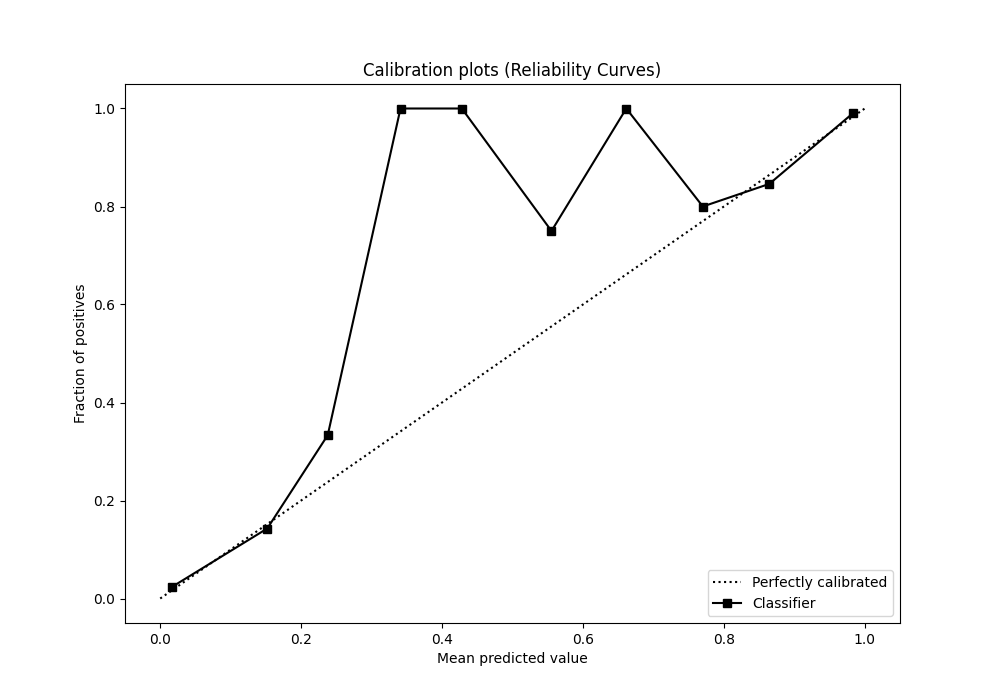 Calibration plots (Reliability Curves)
1.0
0.8
0.6
0.4
0.2
0.0
Fraction of positives
0.0 0.2 0.4 0.6 0.8 1.0
Mean predicted value
Perfectly calibrated
Classifier